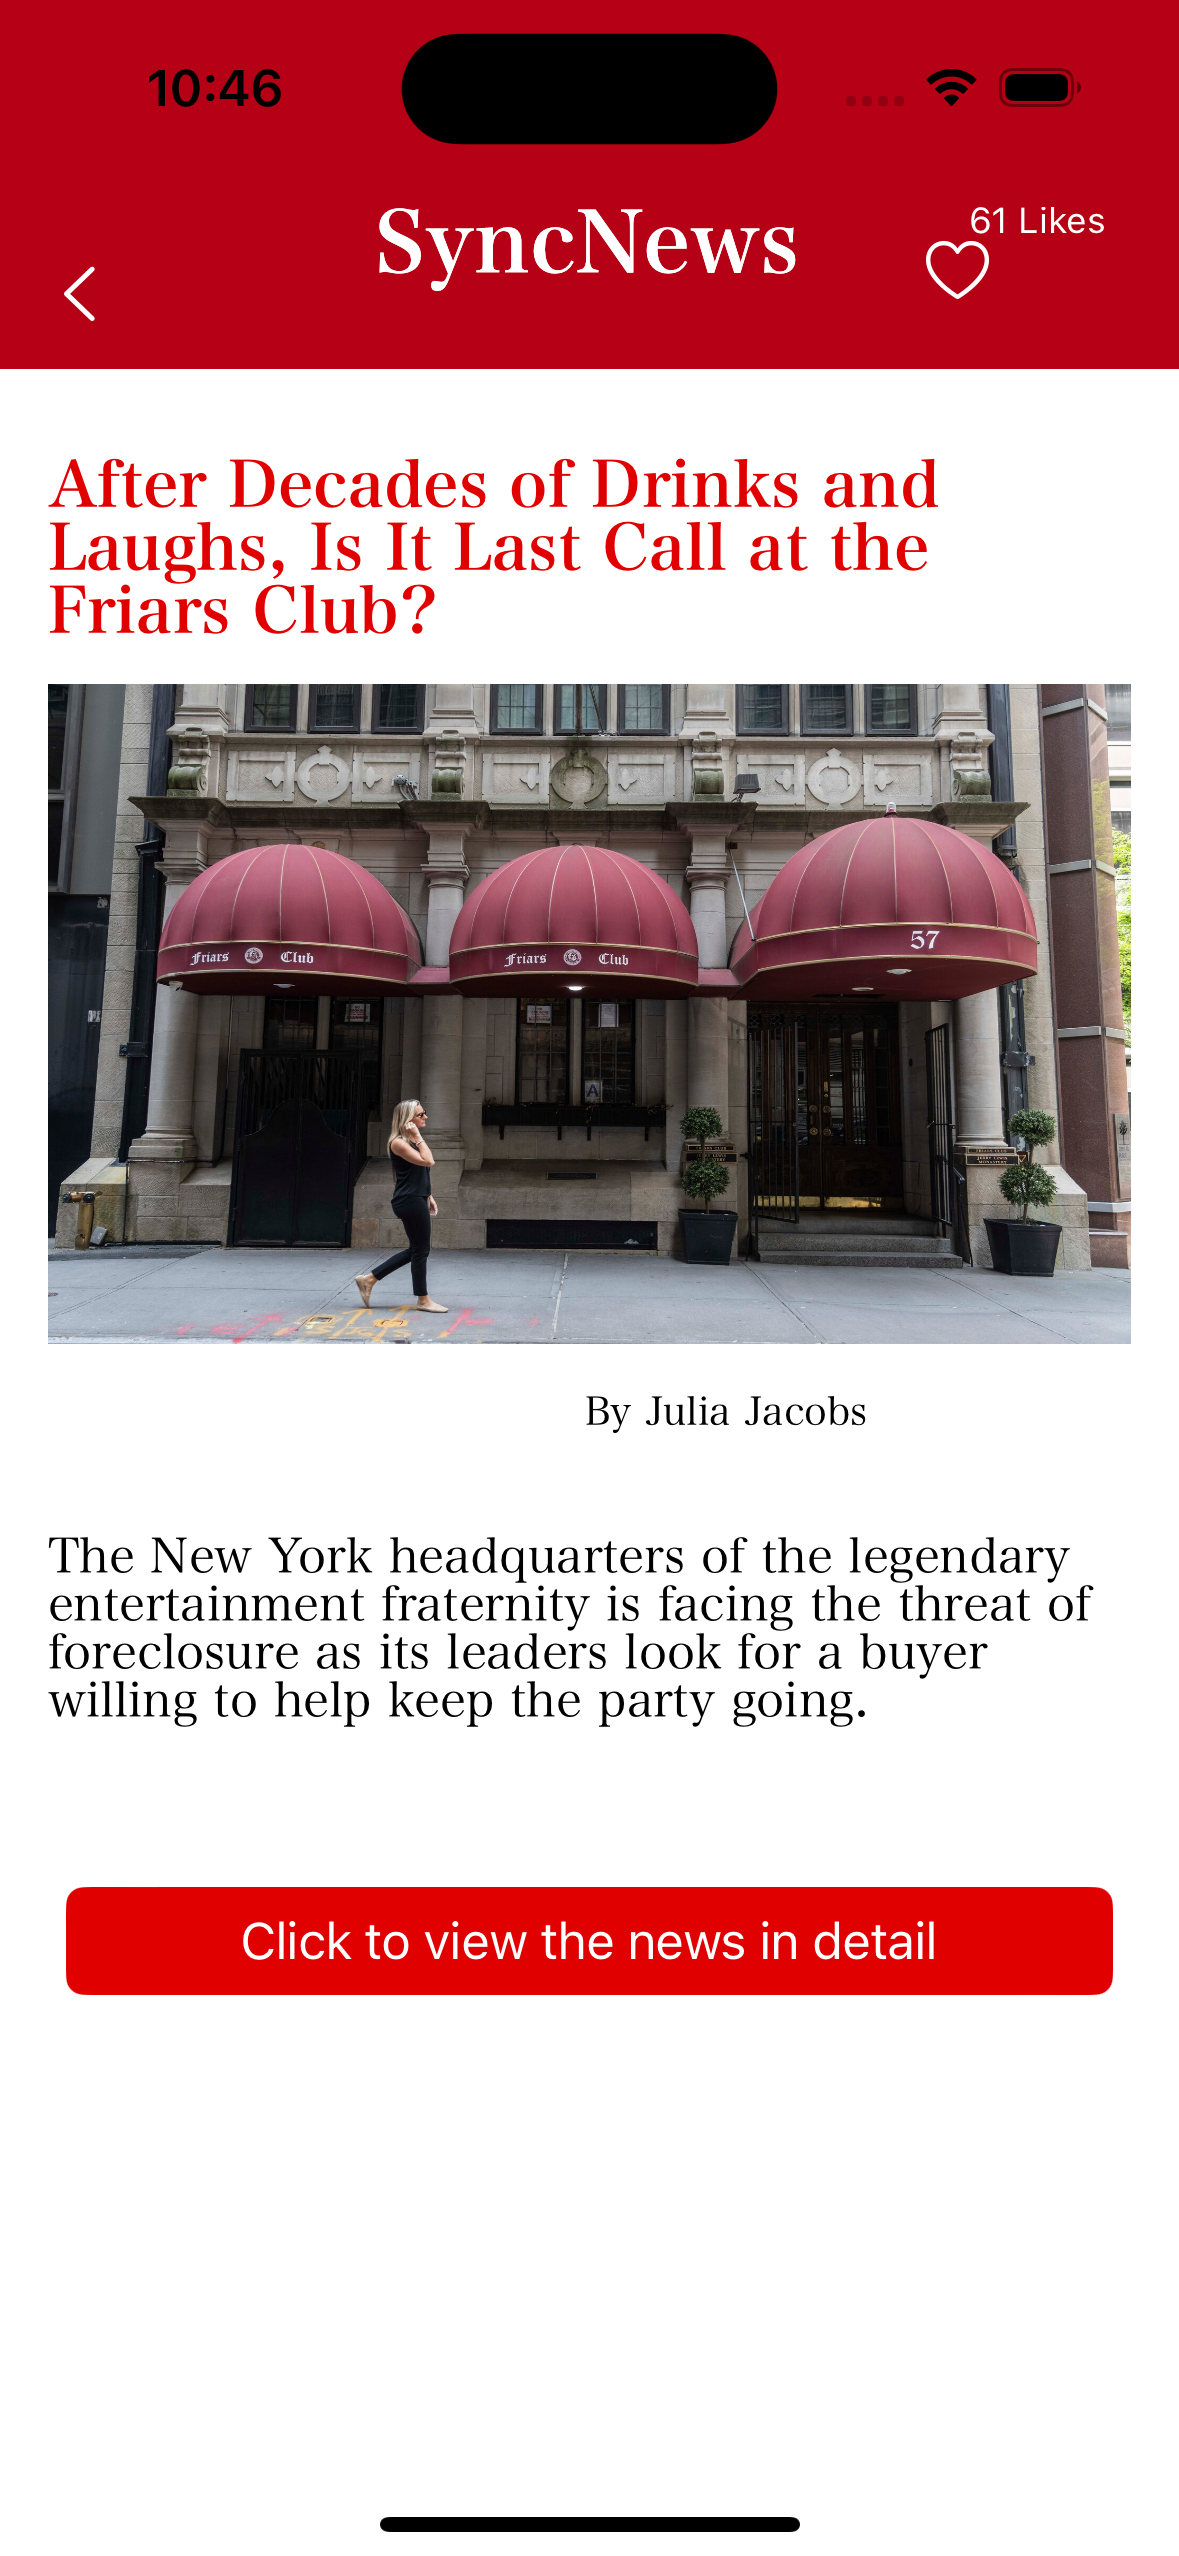 10:46
SyncNews
61 Likes
After Decades of Drinks and
Laughs, Is It Last Call at the
Friars Club?
Friars Club
Friars Club
57
A
By Julia Jacobs
The New York headquarters of the legendary
entertainment fraternity is facing the threat of
foreclosure as its leaders look for a buyer
willing to help keep the party going.
Click to view the news in detail